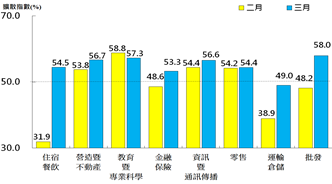 擴散指數(%)
二月
三月
70.0
50.0
30.0
31.9
54.5
53.8
56.7
58.8
57.3
48.6
53.3
54.4
56.6
54.2
54.4
38.9
49.0
48.2
58.0
住宿
餐飲
營造暨
不動產
教育
暨
專業科學
金融
保險
資訊
暨
通訊傳播
零售
運輸
倉儲
批發